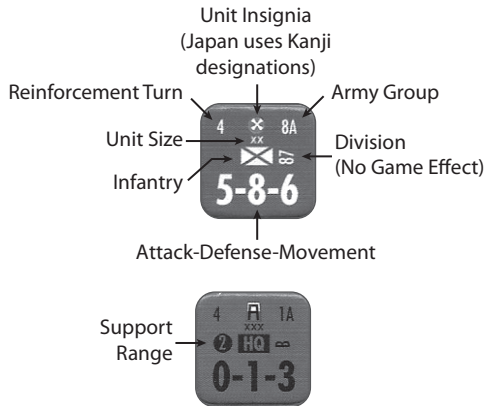 Unit Insignia
(Japan uses Kanji
designations)
Reinforcement Turn
Army Group
4
8A
Unit Size
xx
Division
(No Game Effect)
87
Infantry
5-8-6
Attack-Defense-Movement
4
1A
xxx
Support
Range
2
HQ
0-1-3